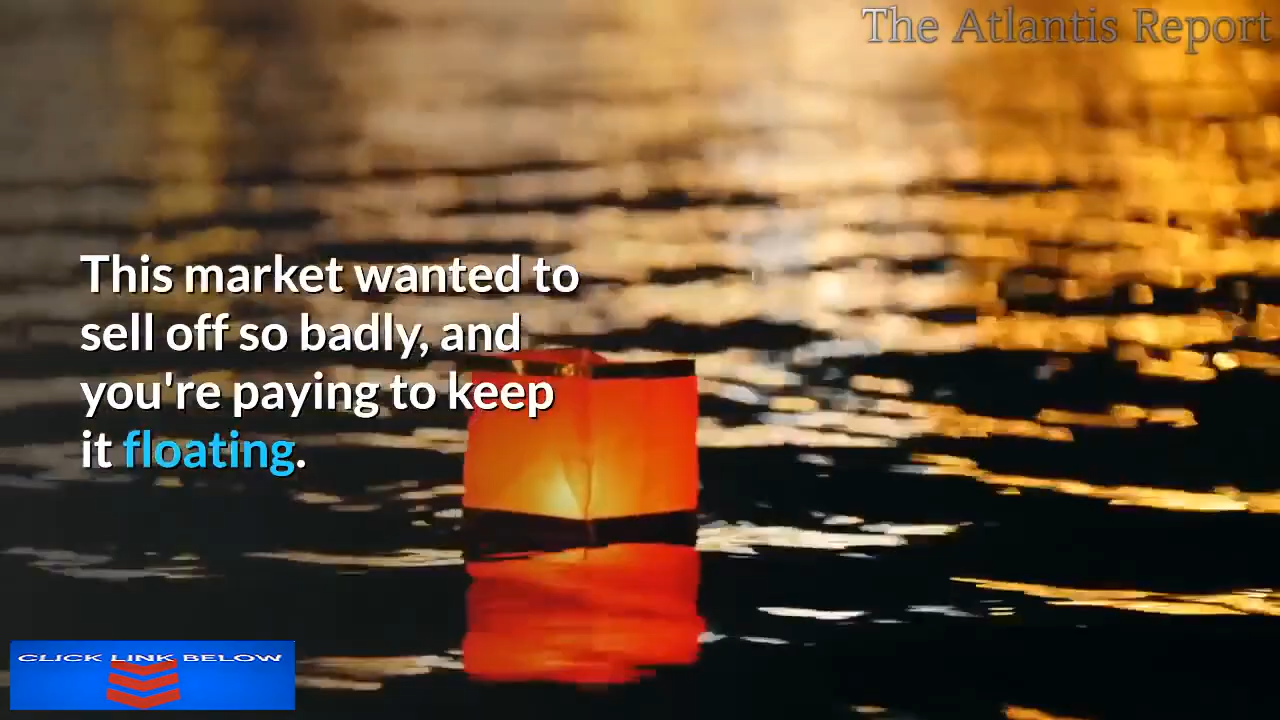 The Atlantis Report
This market wanted to
sell off so badly, and
you're paying to keep
it floating.
CLICK LINK BELOW